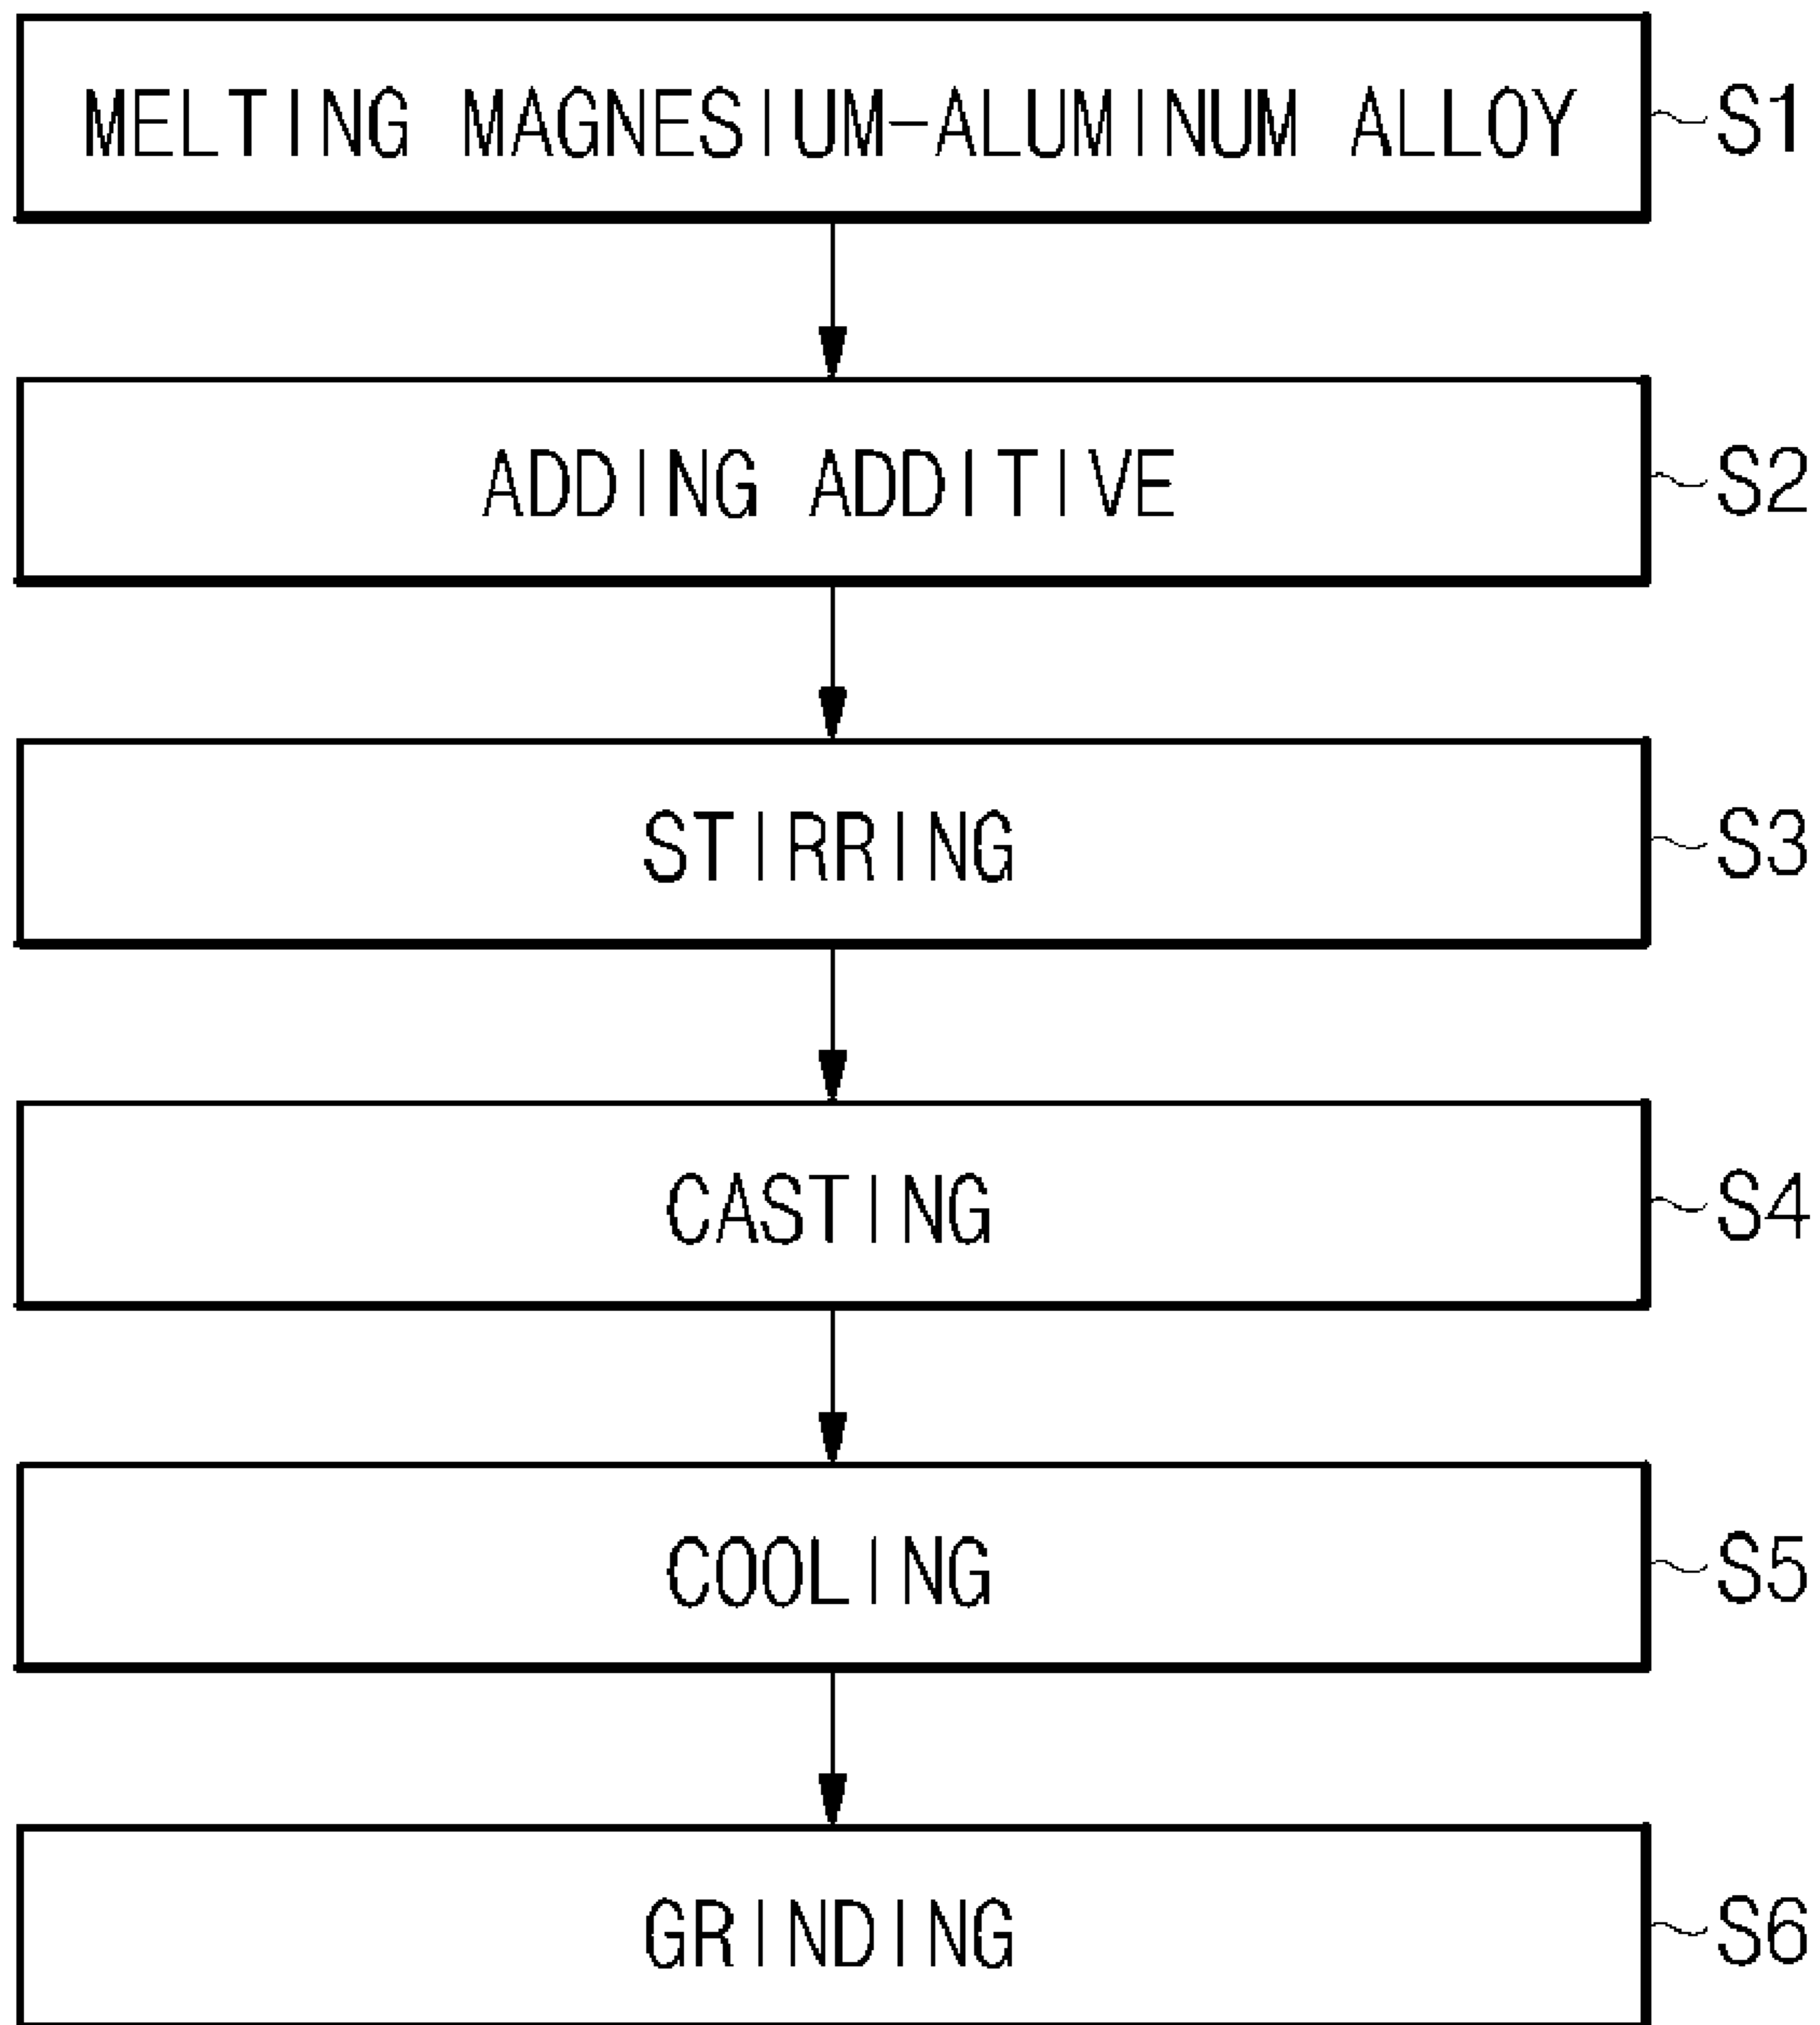 MELTING MAGNESIUM-ALUMINUM ALLOY S1
ADDING ADDITIVE S2
STIRRING S3
CASTING S4
COOLING S5
GRINDING S6